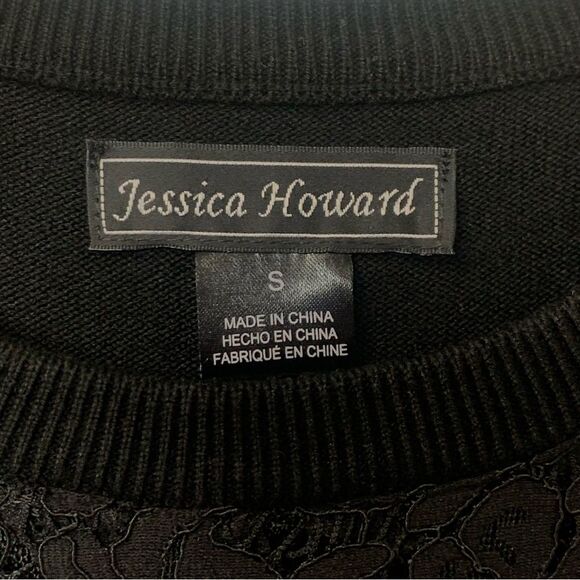 Jessica Howard
S
MADE IN CHINA
HECHO EN CHINA
FABRIQUÉ EN CHINE